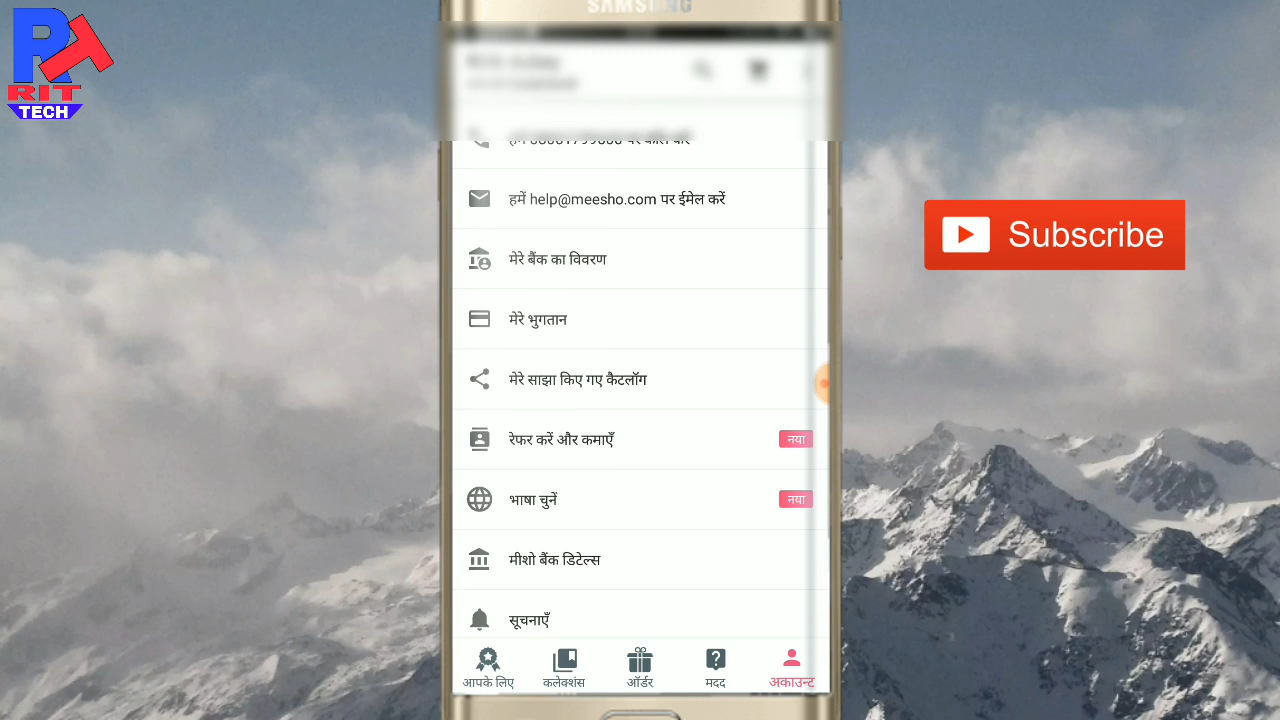 SAMSUNG
RIT
TECH
हमें help@meesho.com पर ईमेल करें
Subscribe
मेरे बैंक का विवरण
मेरे भुगतान
मेरे साझा किए गए कैटलॉग
रेफर करें और कमाएँ
नया
भाषा चुनें
नया
मीशो बैंक डिटेल्स
सूचनाएँ
आपके लिए
कलेक्शंस
ऑर्डर
मदद
अकाउन्ट